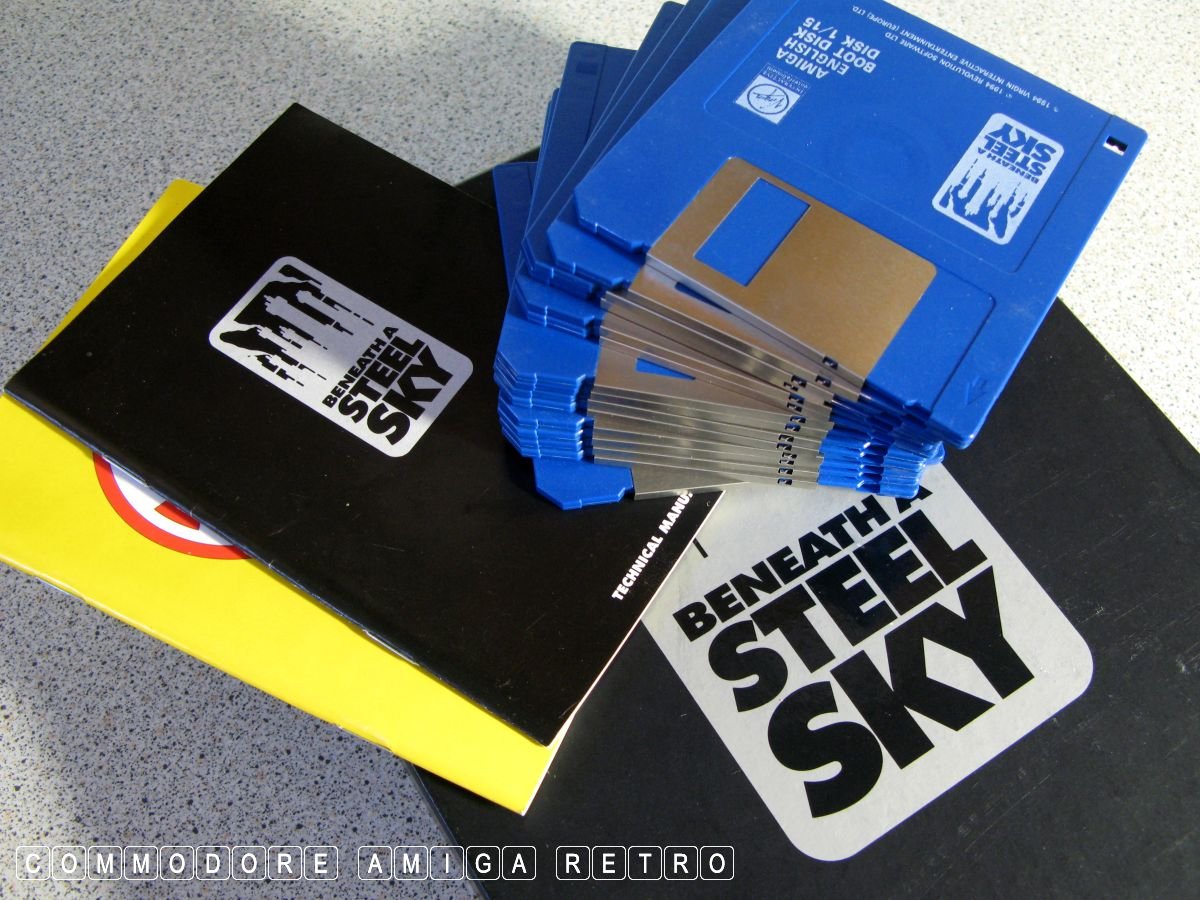 © 1994 REVOLUTION SOFTWARE LTD
℗ 1994 VIRGIN INTERACTIVE ENTERTAINMENT (EUROPE) LTD.
AMIGA
ENGLISH
BOOT DISK
DISK 1/15
Virgin
BENEATH A
STEEL
SKY
BENEATH A
STEEL
SKY
TECHNICAL
BENEATH A
STEEL
SKY
COMMODORE AMIGA RETRO